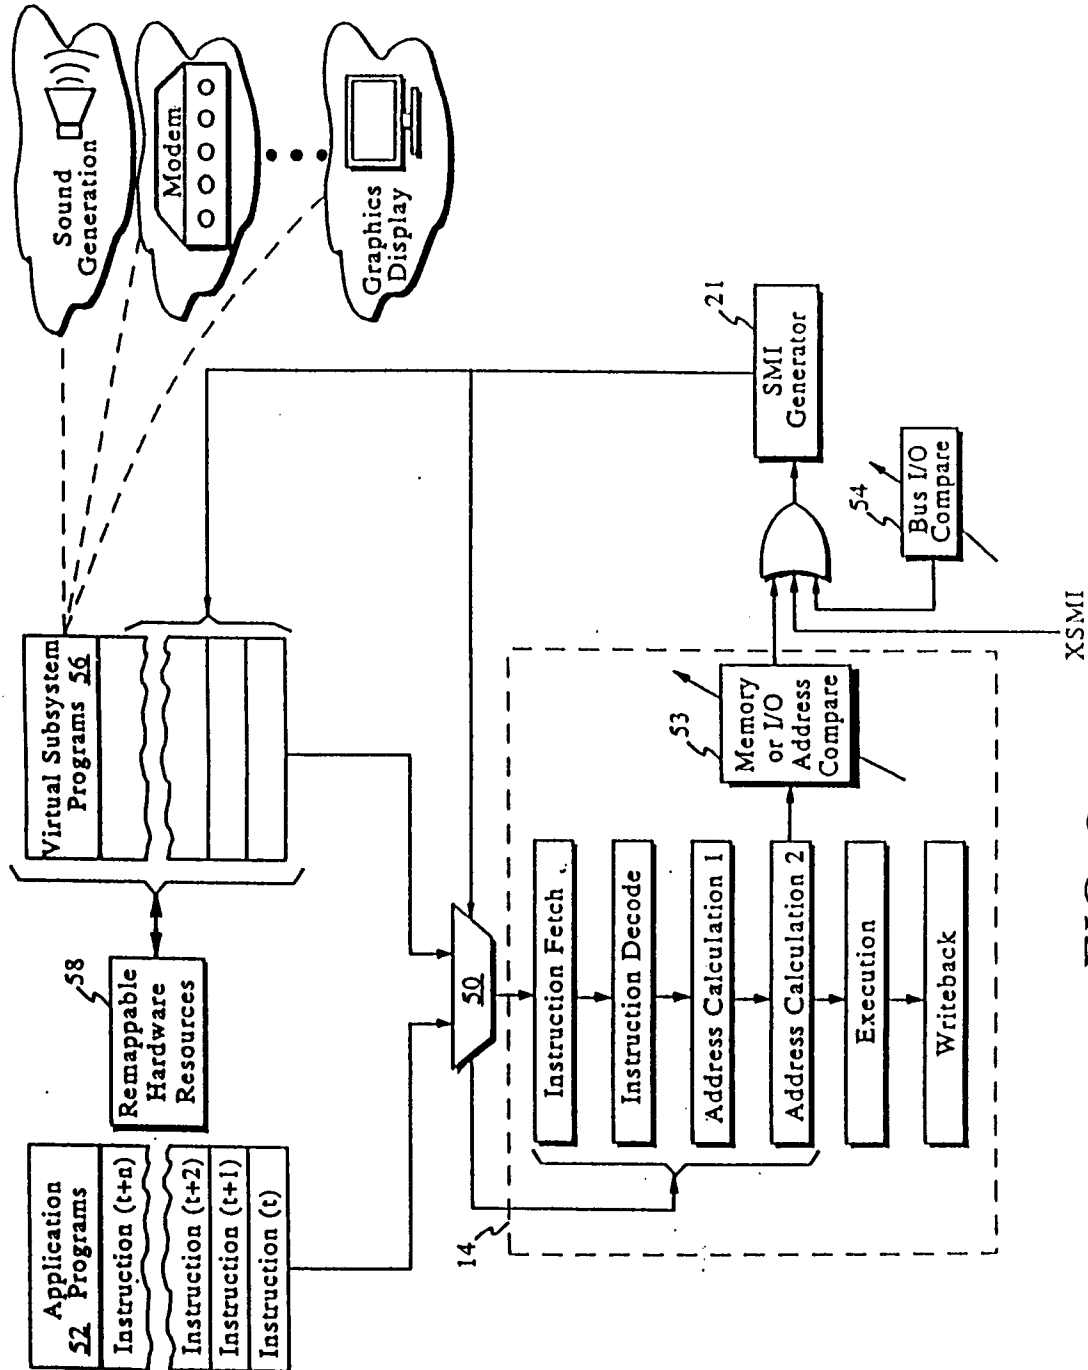 Application
52 Programs
Instruction (t+n)
Instruction (t+2)
Instruction (t+1)
Instruction (t)
58
Remappable
Hardware
Resources
Virtual Subsystem
Programs 56
Sound
Generation
Modem
Graphics
Display
50
14
Instruction Fetch
Instruction Decode
Address Calculation 1
Address Calculation 2
Execution
Writeback
53
Memory
or I/O
Address
Compare
21
SMI
Generator
54
Bus I/O
Compare
XSMI